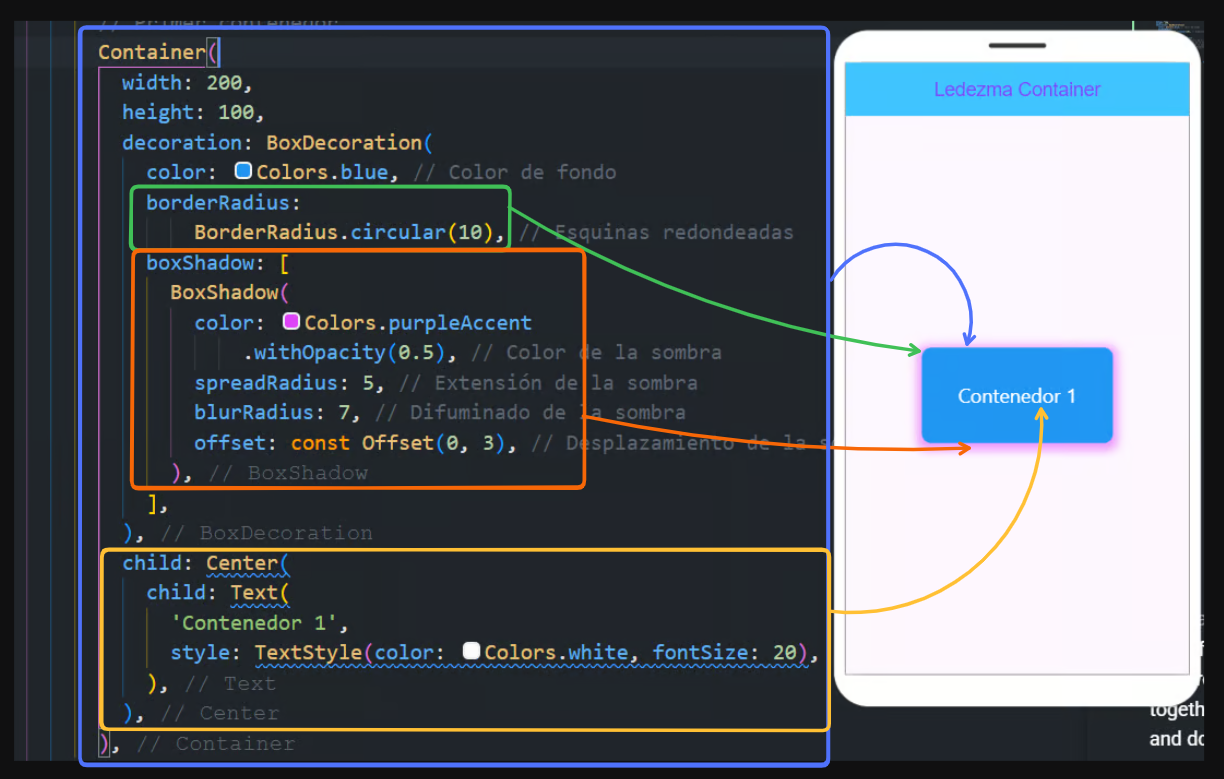 // Primer contenedor
Container(
width: 200,
height: 100,
decoration: BoxDecoration(
color: Colors.blue, // Color de fondo
borderRadius:
BorderRadius.circular(10), // Esquinas redondeadas
boxShadow: [
BoxShadow(
color: Colors.purpleAccent
.withOpacity(0.5), // Color de la sombra
spreadRadius: 5, // Extensión de la sombra
blurRadius: 7, // Difuminado de la sombra
offset: const Offset(0, 3), // Desplazamiento de la s
), // BoxShadow
],
), // BoxDecoration
child: Center(
child: Text(
'Contenedor 1',
style: TextStyle(color: Colors.white, fontSize: 20),
), // Text
), // Center
), // Container
Ledezma Container
Contenedor 1
togeth
and do